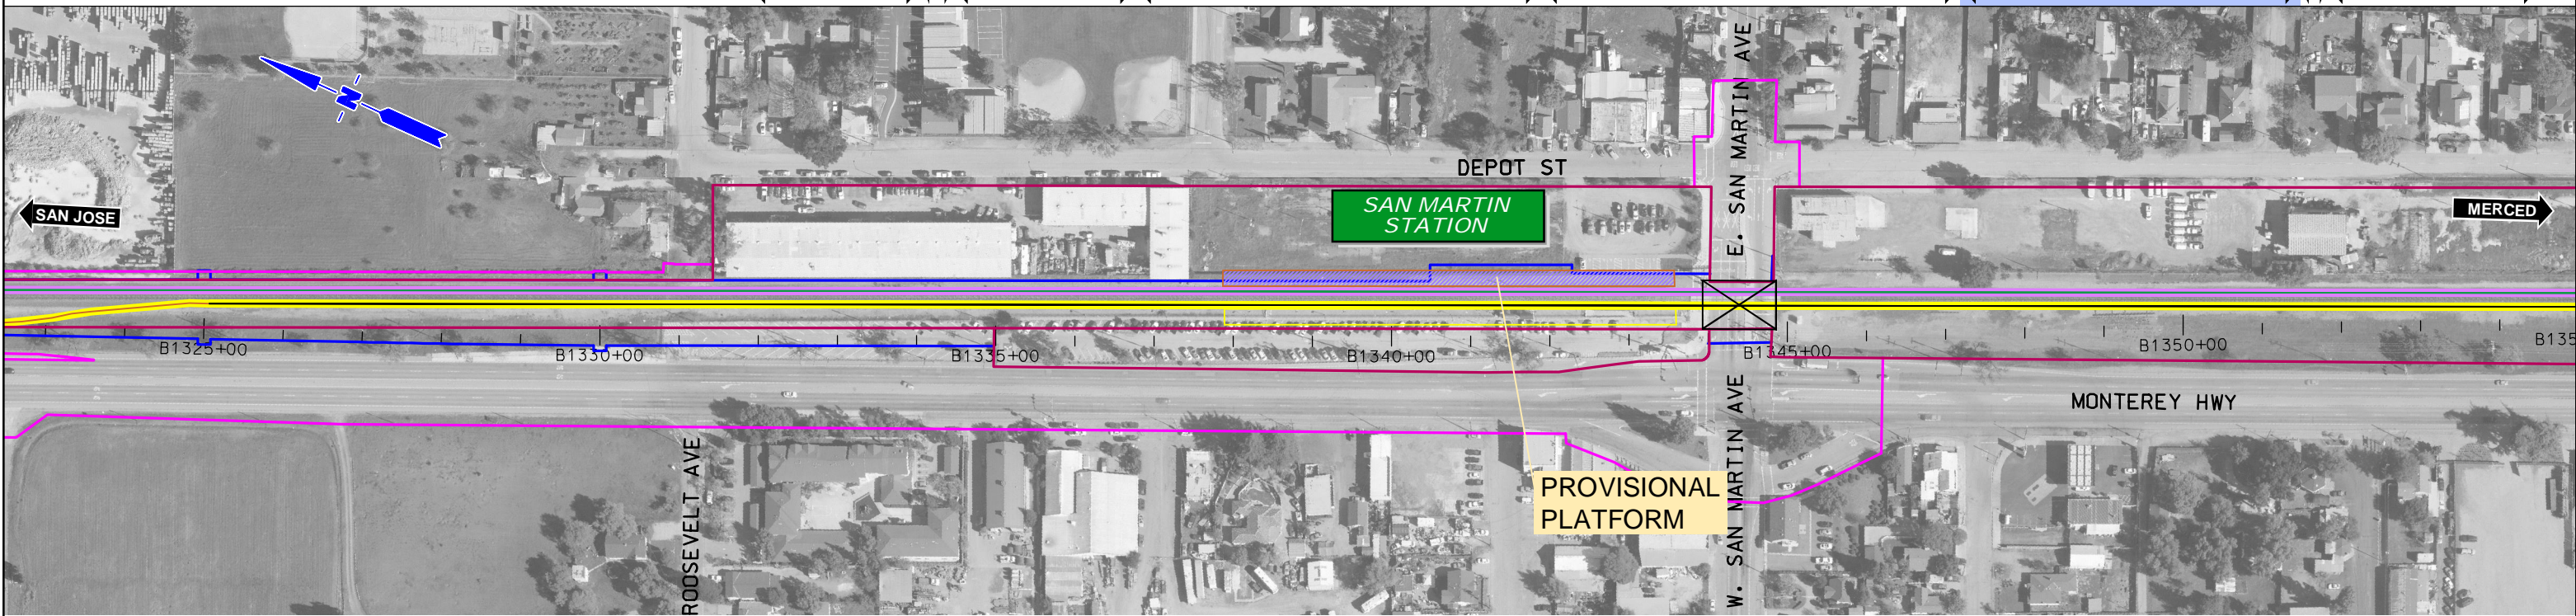 E. SAN MARTIN AVE
DEPOT ST
N
SAN JOSE
SAN MARTIN
STATION
MERCED
B1325+00
B1330+00
B1335+00
B1340+00
B1345+00
B1350+00
B135
MONTEREY HWY
ROOSEVELT AVE
W. SAN MARTIN AVE
PROVISIONAL
PLATFORM